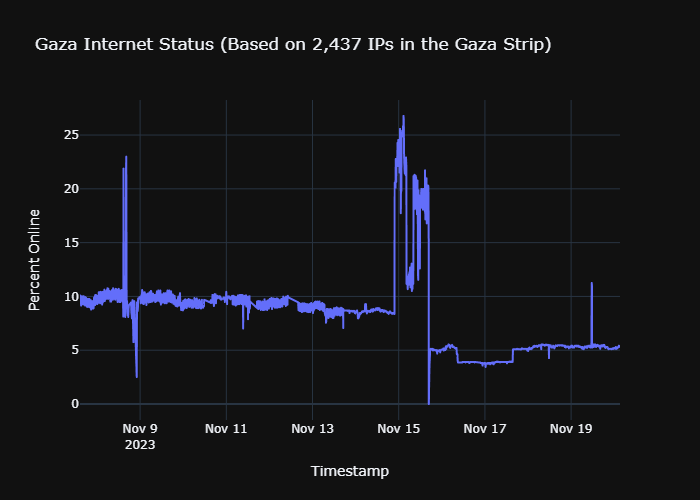 Gaza Internet Status (Based on 2,437 IPs in the Gaza Strip)
25
20
15
10
5
0
Percent Online
Nov 9
2023
Nov 11
Nov 13
Nov 15
Nov 17
Nov 19
Timestamp